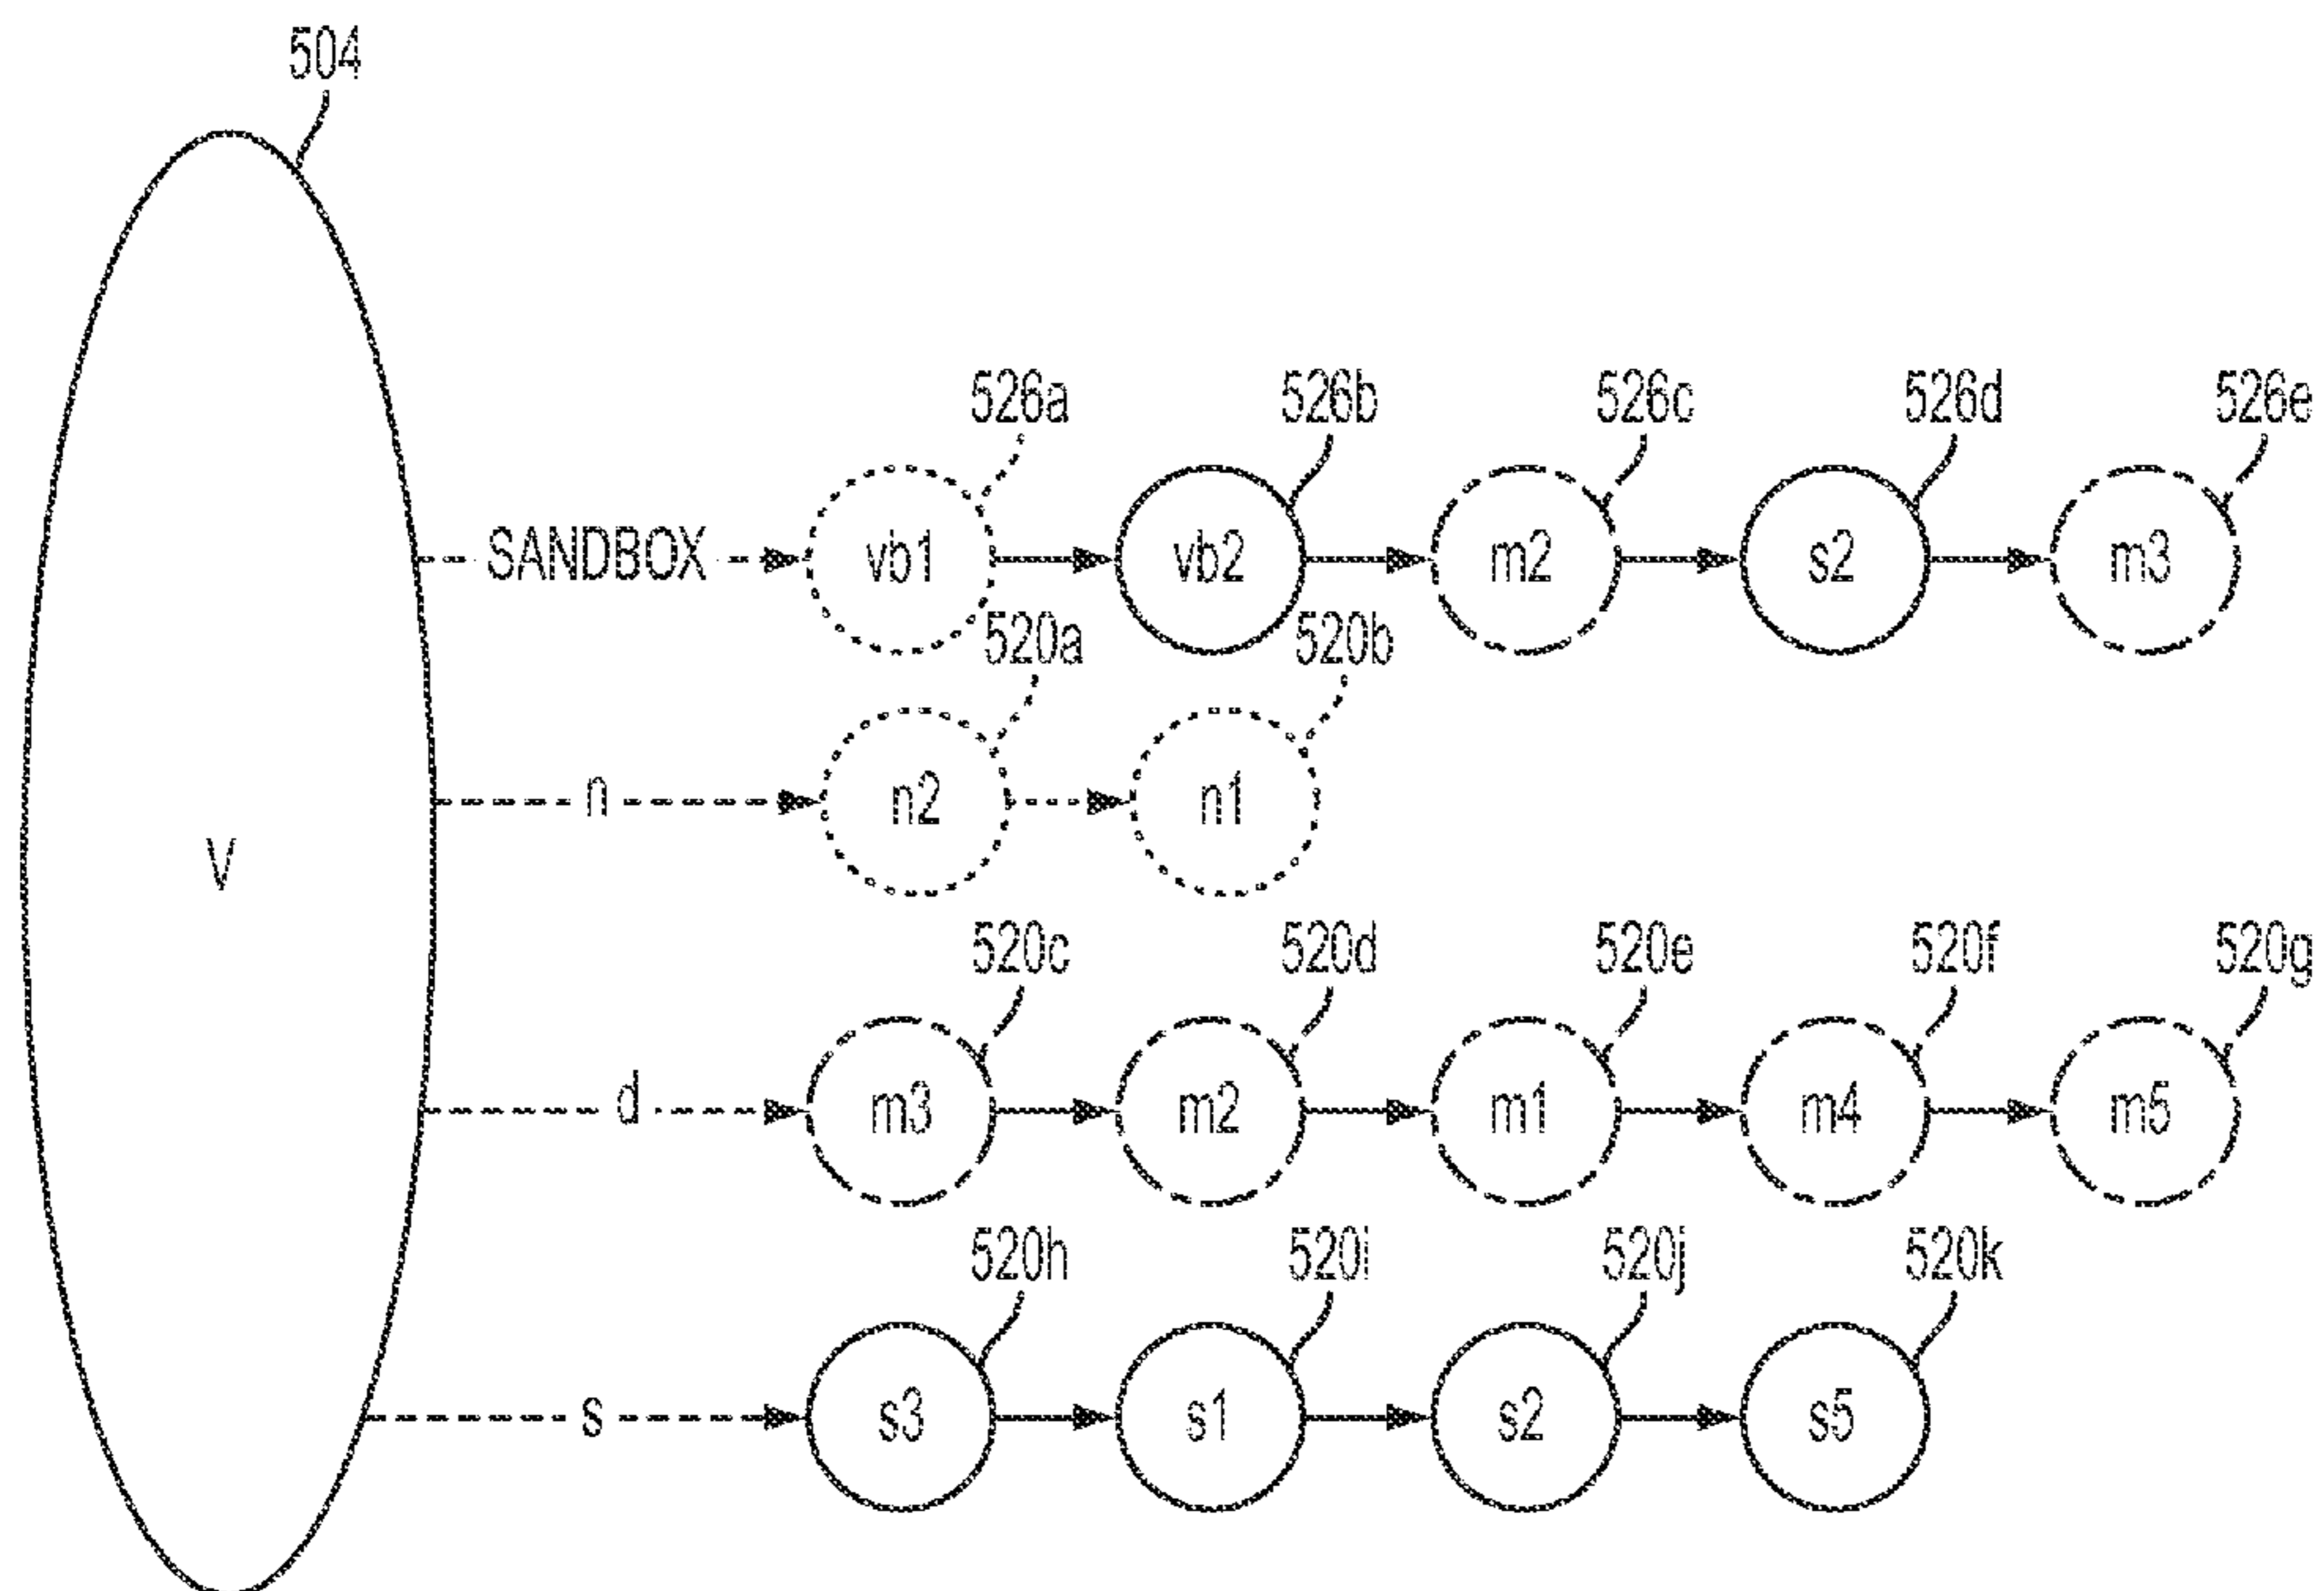 504
526a 526b 526c 526d 526e
SANDBOX vb1 vb2 m2 s2 m3
520a 520b
n n2 n1
V
520c 520d 520e 520f 520g
d m3 m2 m1 m4 m5
520h 520i 520j 520k
s s3 s1 s2 s5